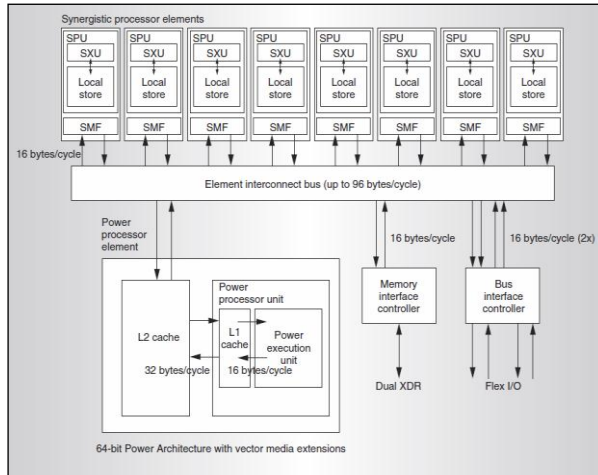 Synergistic processor elements
SPU SPU SPU SPU SPU SPU SPU SPU
SXU SXU SXU SXU SXU SXU SXU SXU
Local store Local store Local store Local store Local store Local store Local store Local store
SMF SMF SMF SMF SMF SMF SMF SMF
16 bytes/cycle
Element interconnect bus (up to 96 bytes/cycle)
Power
processor
element
16 bytes/cycle
16 bytes/cycle (2x)
Power
processor unit
L2 cache
L1
cache
Power
execution
unit
32 bytes/cycle
16 bytes/cycle
Memory
interface
controller
Bus
interface
controller
Dual XDR
Flex I/O
64-bit Power Architecture with vector media extensions